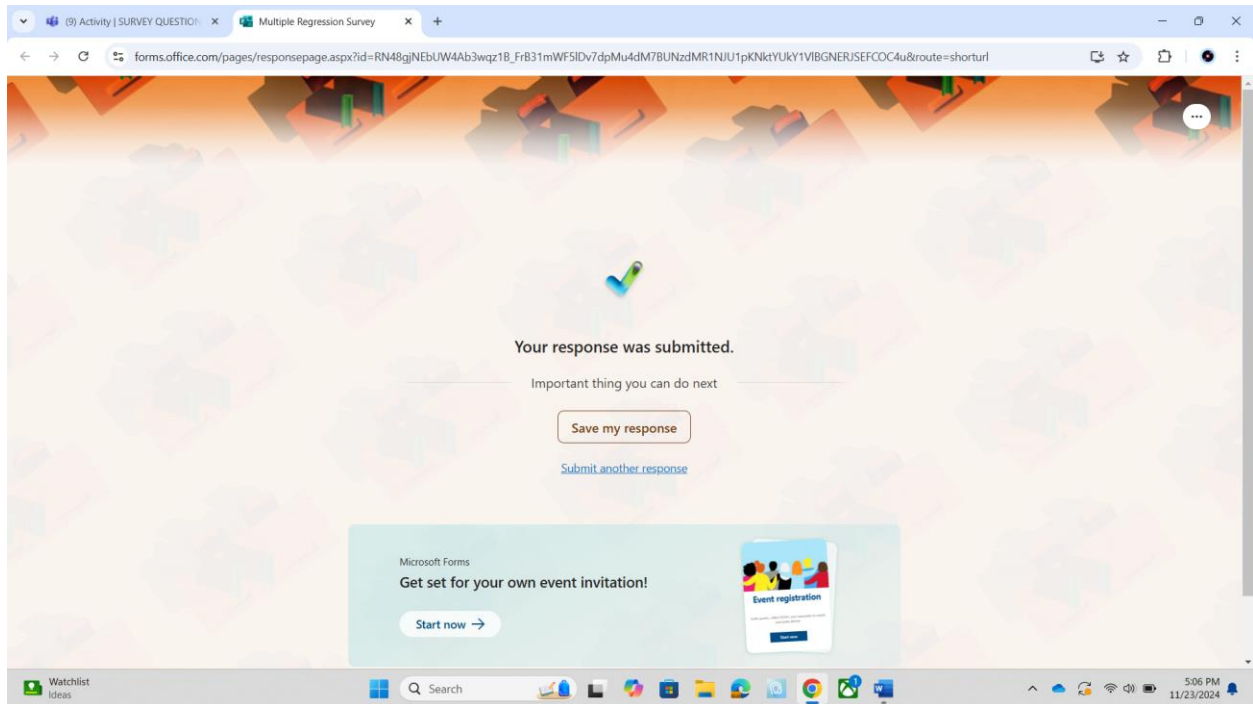 (9) Activity | SURVEY QUESTION
Multiple Regression Survey
forms.office.com/pages/responsepage.aspx?id=RN48gjNEbUW4Ab3wqz1B_FrB31mWF5lDv7dpMu4dM7BUNzdMR1NJU1pKNktYUkY1VlBGNERJSEFCOC4u&route=shorturl
Your response was submitted.
Important thing you can do next
Save my response
Submit another response
Microsoft Forms
Get set for your own event invitation!
Start now →
Event registration
Watchlist
Ideas
Search
5:06 PM
11/23/2024